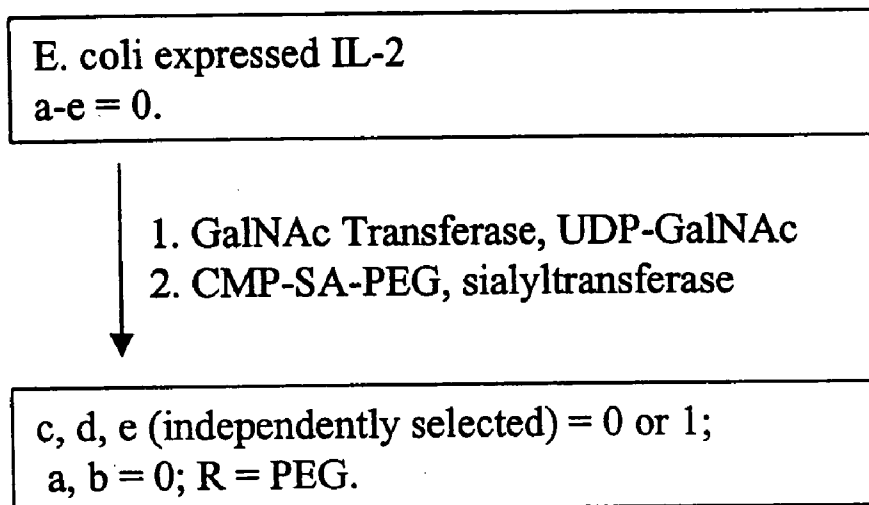 E. coli expressed IL-2
a-e = 0.
1. GalNAc Transferase, UDP-GalNAc
2. CMP-SA-PEG, sialyltransferase
c, d, e (independently selected) = 0 or 1;
a, b = 0; R = PEG.